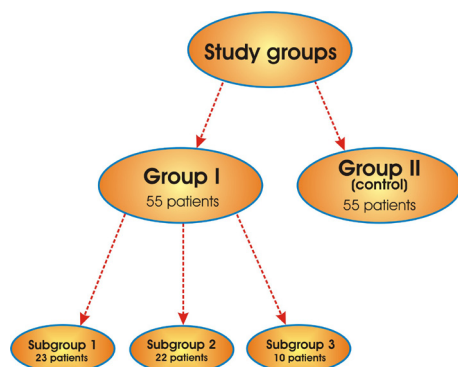 Study groups
Group I
55 patients
Group II
(control)
55 patients
Subgroup 1
23 patients
Subgroup 2
22 patients
Subgroup 3
10 patients